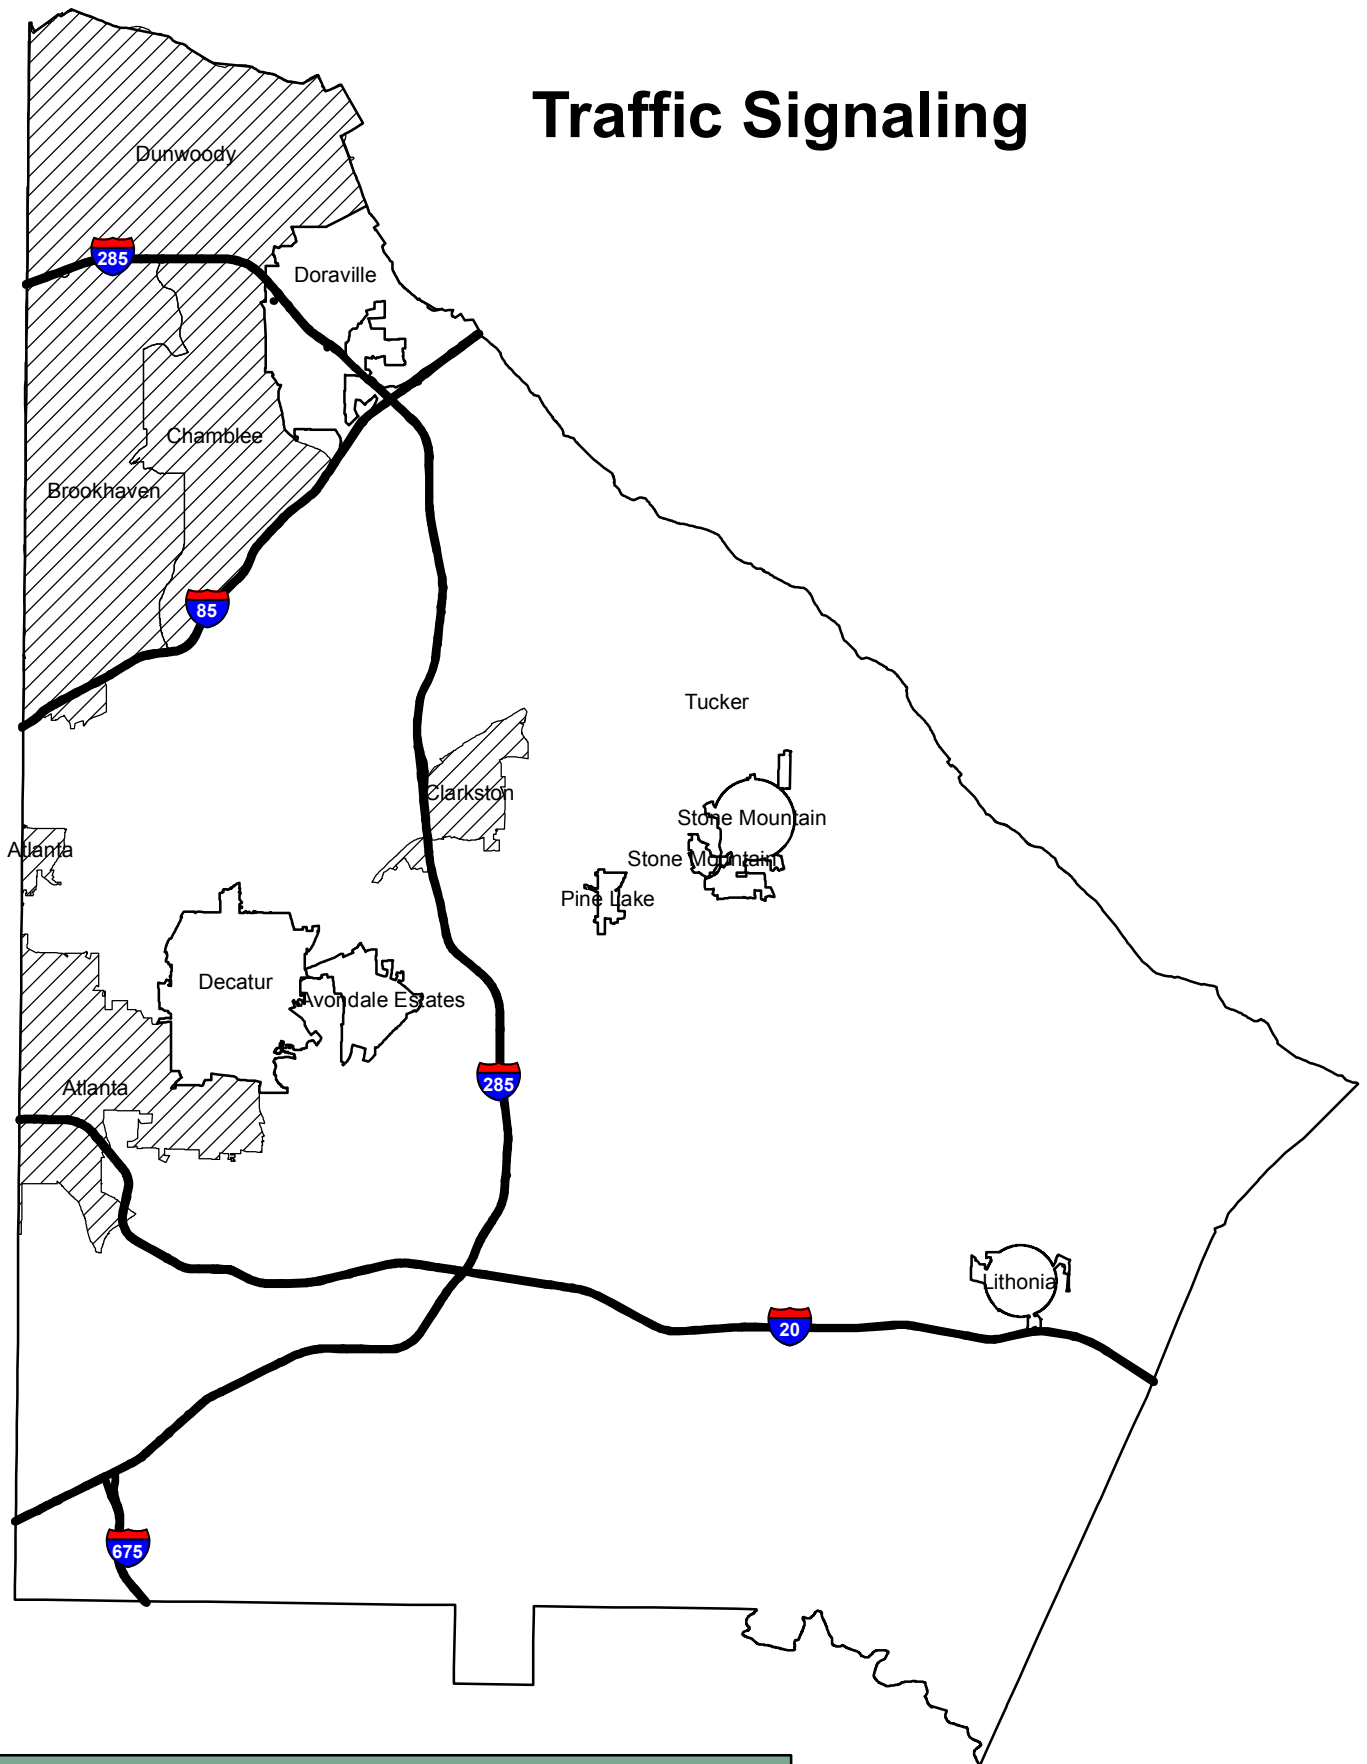 Traffic Signaling
Dunwoody
285
Doraville
Chamblee
Brookhaven
85
Tucker
Clarkston
Stone Mountain
Atlanta
Stone Mountain
Pine Lake
Decatur
Avondale Estates
285
Atlanta
Lithonia
20
675